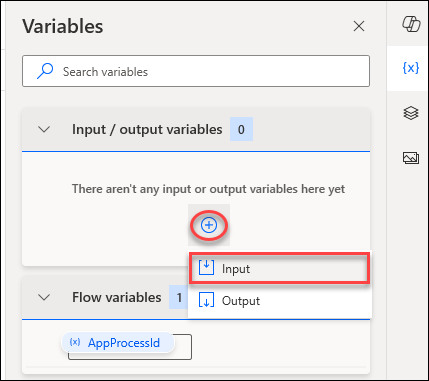 Variables
Search variables
{x}
Input / output variables 0
There aren't any input or output variables here yet
Input
Output
Flow variables 1
(x) AppProcessId